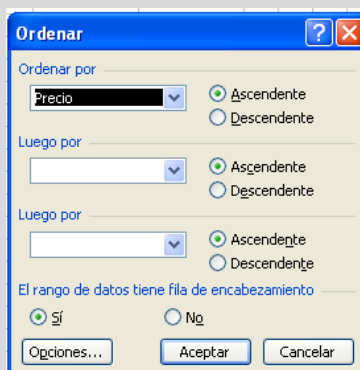 Ordenar
Ordenar por
Precio
Ascendente
Descendente
Luego por
Ascendente
Descendente
Luego por
Ascendente
Descendente
El rango de datos tiene fila de encabezamiento
Sí No
Opciones... Aceptar Cancelar